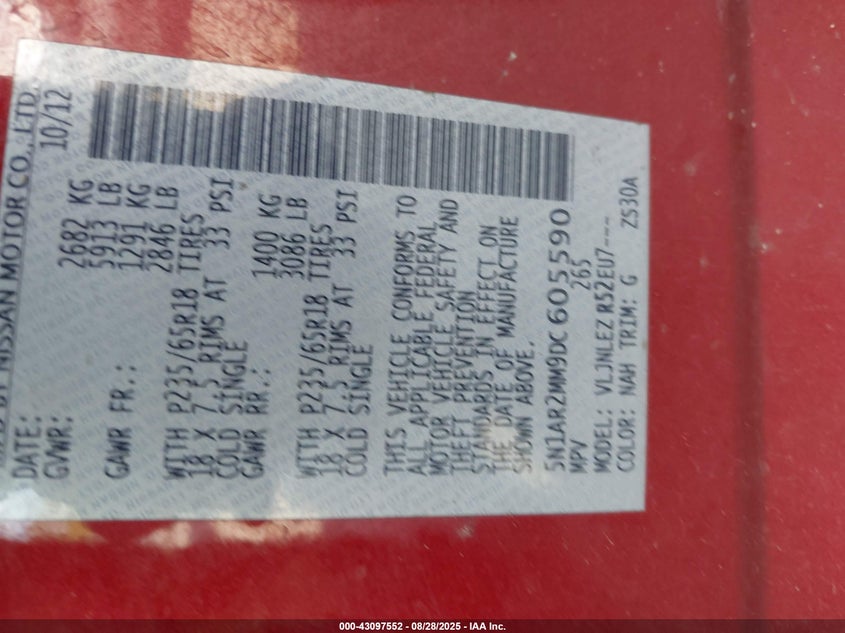 NISSAN MOTOR CO., LTD.
DATE: 10/12
GVWR: 2682 KG
5913 LB
GAWR FR.: 1291 KG
2846 LB
WITH P235/65R18 TIRES
18 X 7.5 RIMS AT 33 PSI
COLD SINGLE
GAWR RR.: 1400 KG
3086 LB
WITH P235/65R18 TIRES
18 X 7.5 RIMS AT 33 PSI
COLD SINGLE
THIS VEHICLE CONFORMS TO
ALL APPLICABLE FEDERAL
MOTOR VEHICLE SAFETY AND
THEFT PREVENTION
STANDARDS IN EFFECT ON
THE DATE OF MANUFACTURE
SHOWN ABOVE.
5N1AR2MM9DC605590
MPV 265
MODEL: VLJNLEZ R52EU7---
COLOR: NAH TRIM: G ZS30A
000-43097552 - 08/28/2025 - IAA Inc.